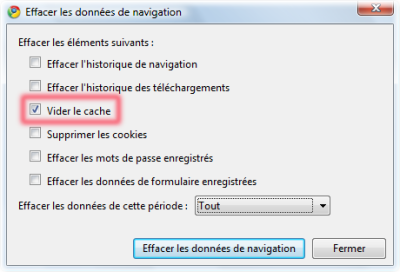 Effacer les données de navigation
Effacer les éléments suivants :
Effacer l'historique de navigation
Effacer l'historique des téléchargements
Vider le cache
Supprimer les cookies
Effacer les mots de passe enregistrés
Effacer les données de formulaire enregistrées
Effacer les données de cette période : Tout
Effacer les données de navigation Fermer